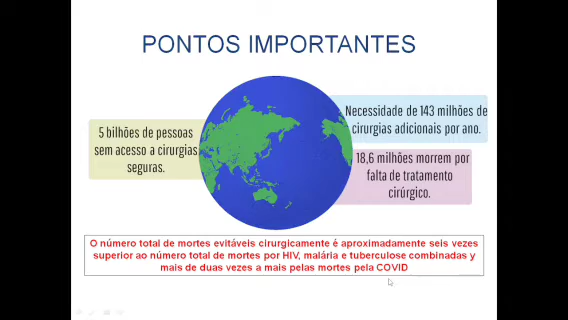 PONTOS IMPORTANTES
5 bilhões de pessoas
sem acesso a cirurgias
seguras.
Necessidade de 143 milhões de
cirurgias adicionais por ano.
18,6 milhões morrem por
falta de tratamento
cirúrgico.
O número total de mortes evitáveis cirurgicamente é aproximadamente seis vezes
superior ao número total de mortes por HIV, malária e tuberculose combinadas y
mais de duas vezes a mais pelas mortes pela COVID